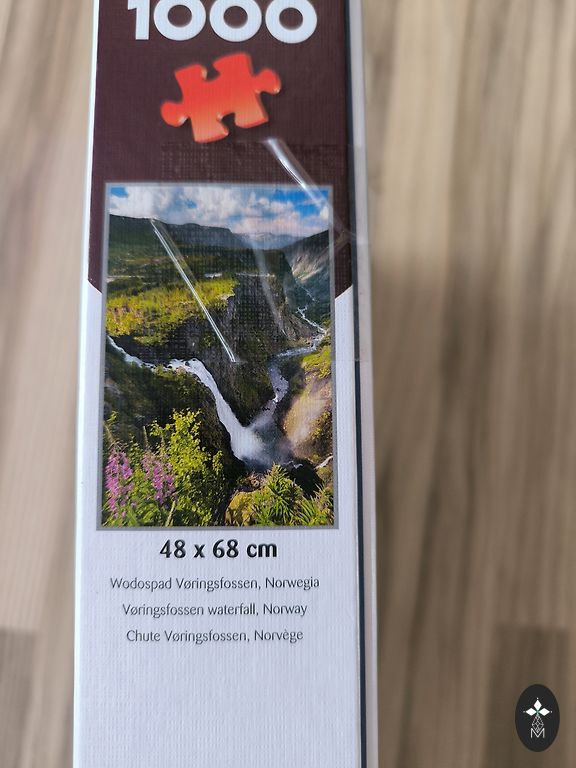 1000
48 x 68 cm
Wodospad Vøringsfossen, Norwegia
Vøringsfossen waterfall, Norway
Chute Vøringsfossen, Norvège
M